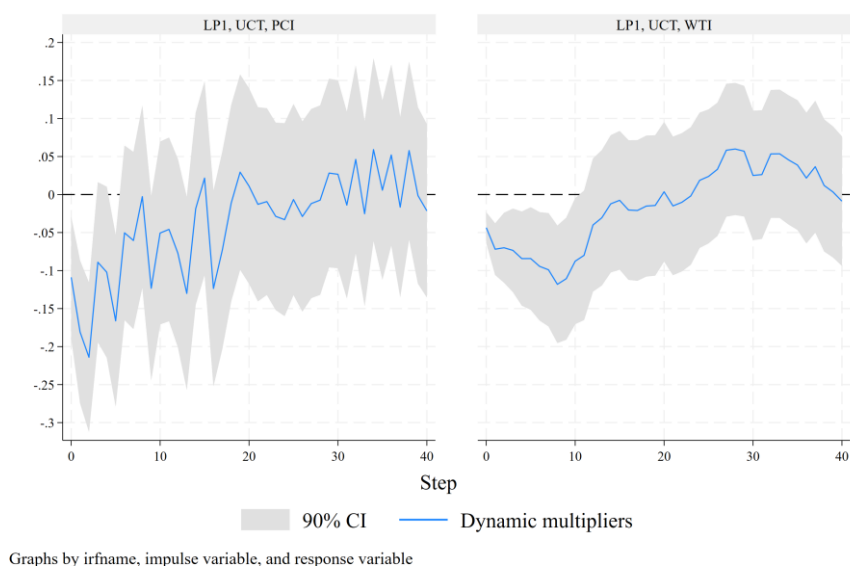 LP1, UCT, PCI
LP1, UCT, WTI
.2
.15
.1
.05
0
-.05
-.1
-.15
-.2
-.25
-.3
0 10 20 30 40
0 10 20 30 40
Step
90% CI
Dynamic multipliers
Graphs by irfname, impulse variable, and response variable